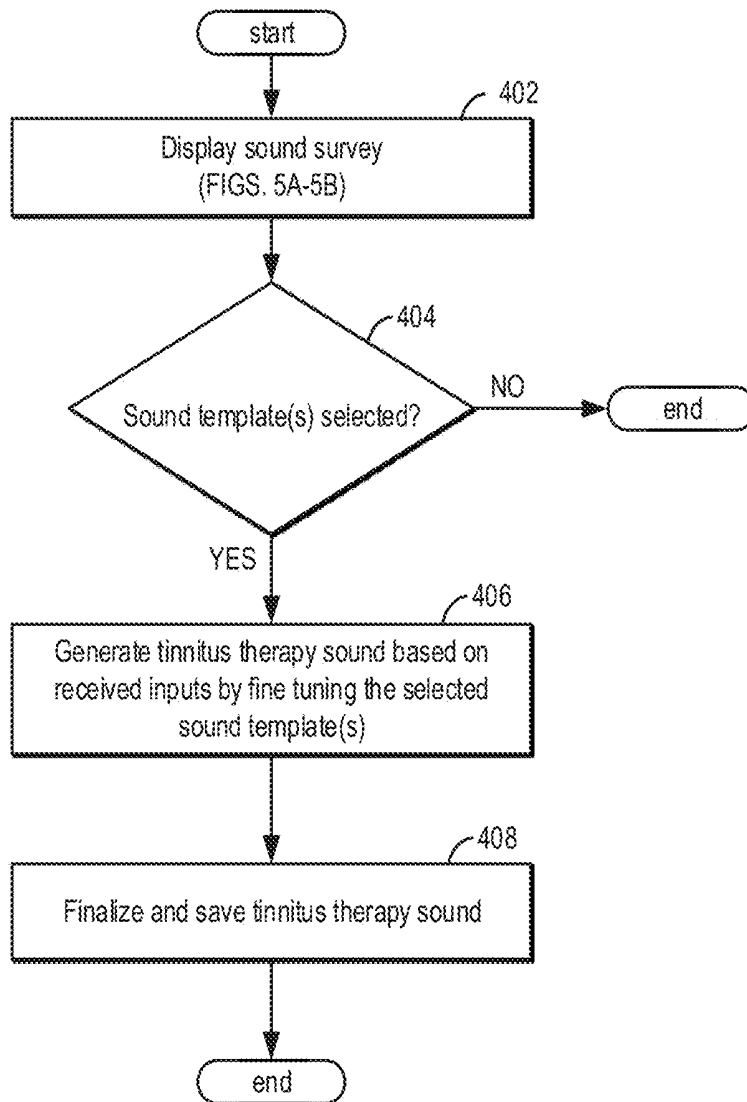 start
402
Display sound survey
(FIGS. 5A-5B)
404
Sound template(s) selected?
NO
end
YES
406
Generate tinnitus therapy sound based on
received inputs by fine tuning the selected
sound template(s)
408
Finalize and save tinnitus therapy sound
end